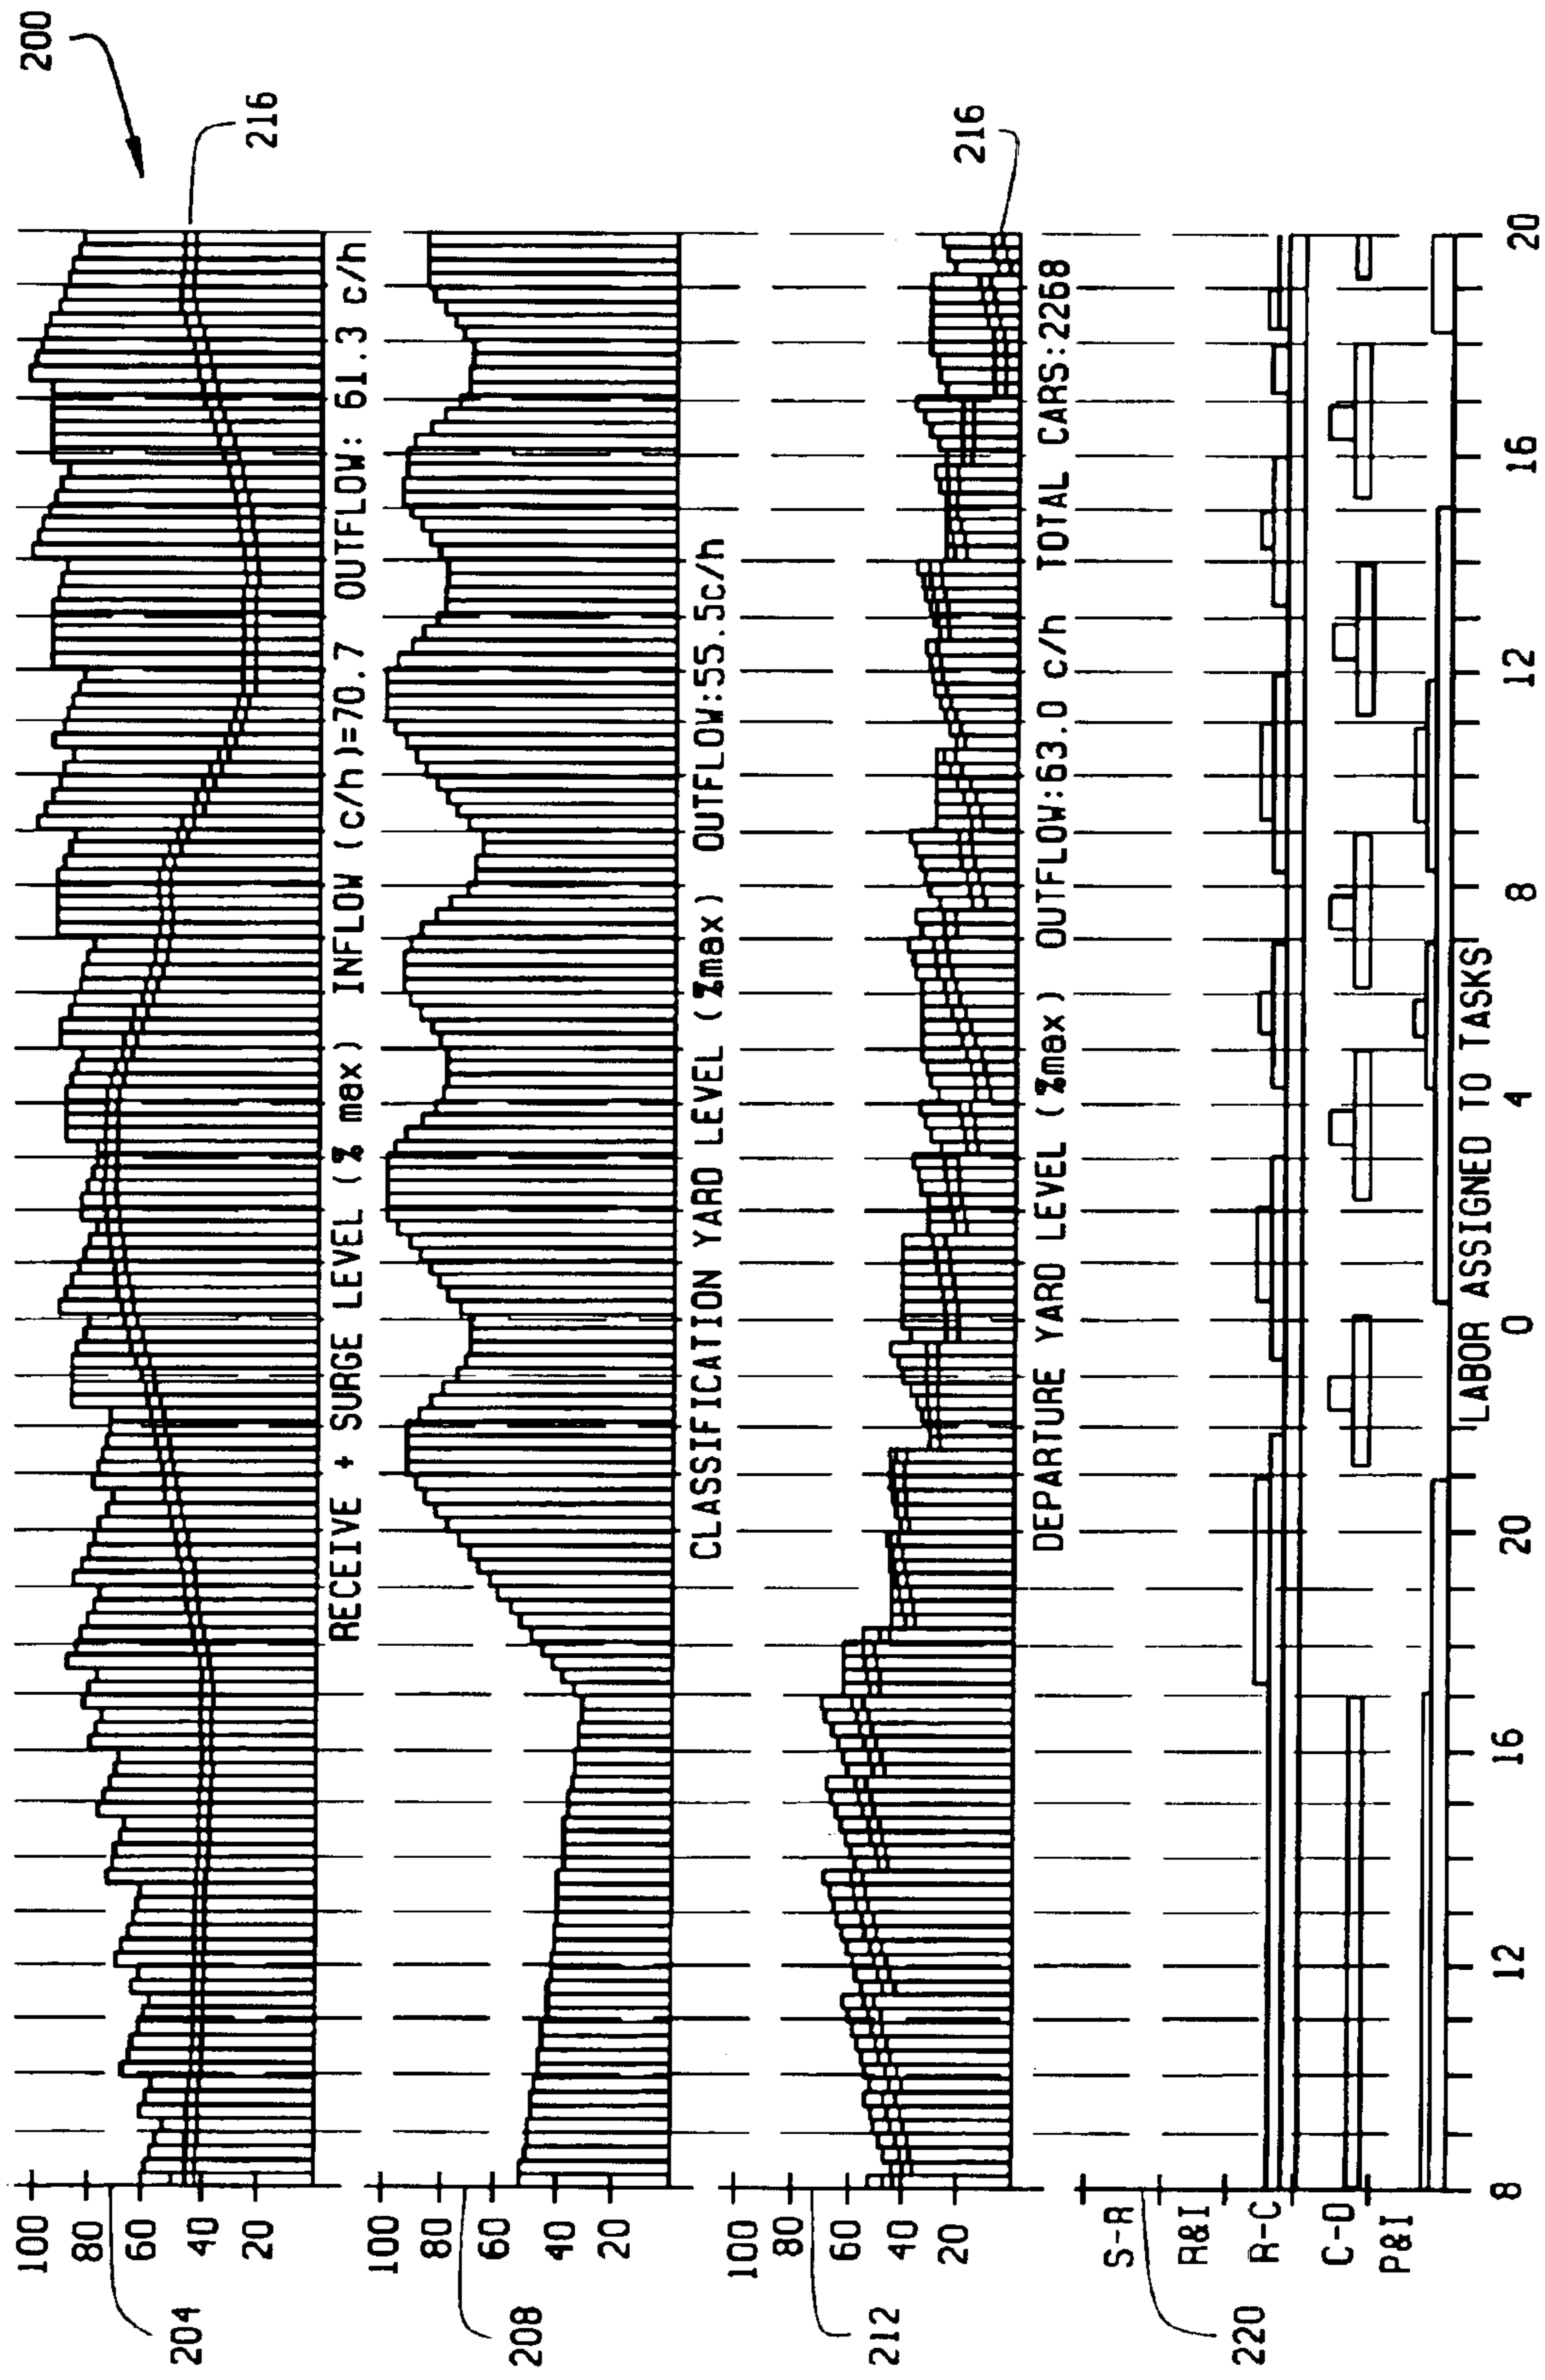 200
216
100
80
60
40
20
204
RECEIVE + SURGE LEVEL (% max) INFLOW (c/h)=70.7 OUTFLOW: 61.3 c/h
100
80
60
40
20
208
CLASSIFICATION YARD LEVEL (%max) OUTFLOW:55.5c/h
216
100
80
60
40
20
212
DEPARTURE YARD LEVEL (%max) OUTFLOW:63.0 c/h TOTAL CARS:2268
S-R
R&I
R-C
C-D
P&I
220
LABOR ASSIGNED TO TASKS
8 12 16 20 0 4 8 12 16 20